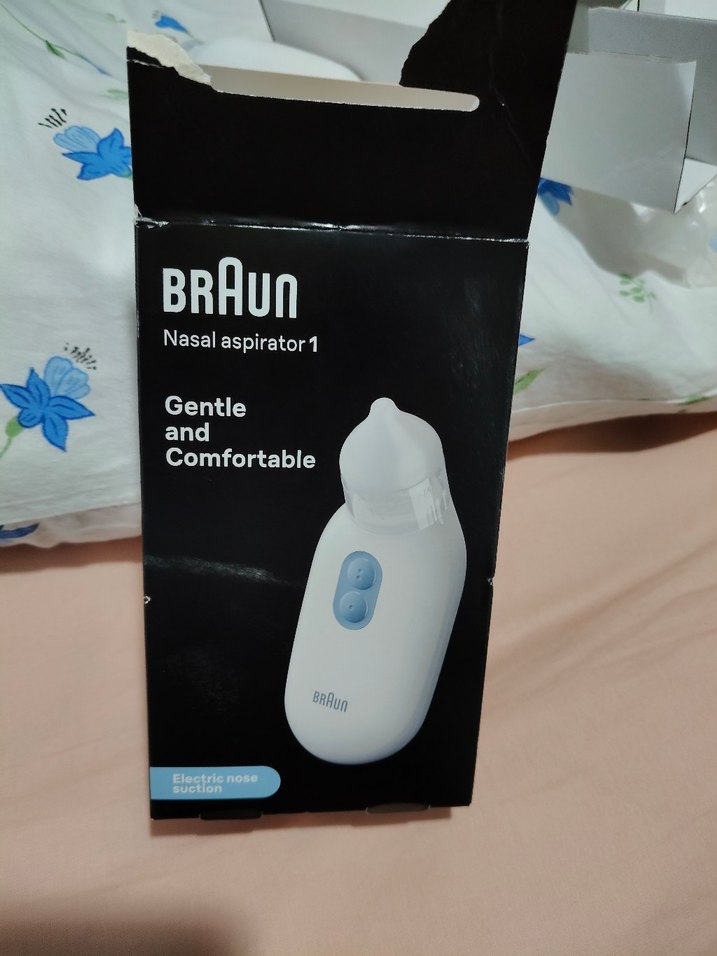 BRAUN
Nasal aspirator 1
Gentle
and
Comfortable
BRAUN
Electric nose
suction